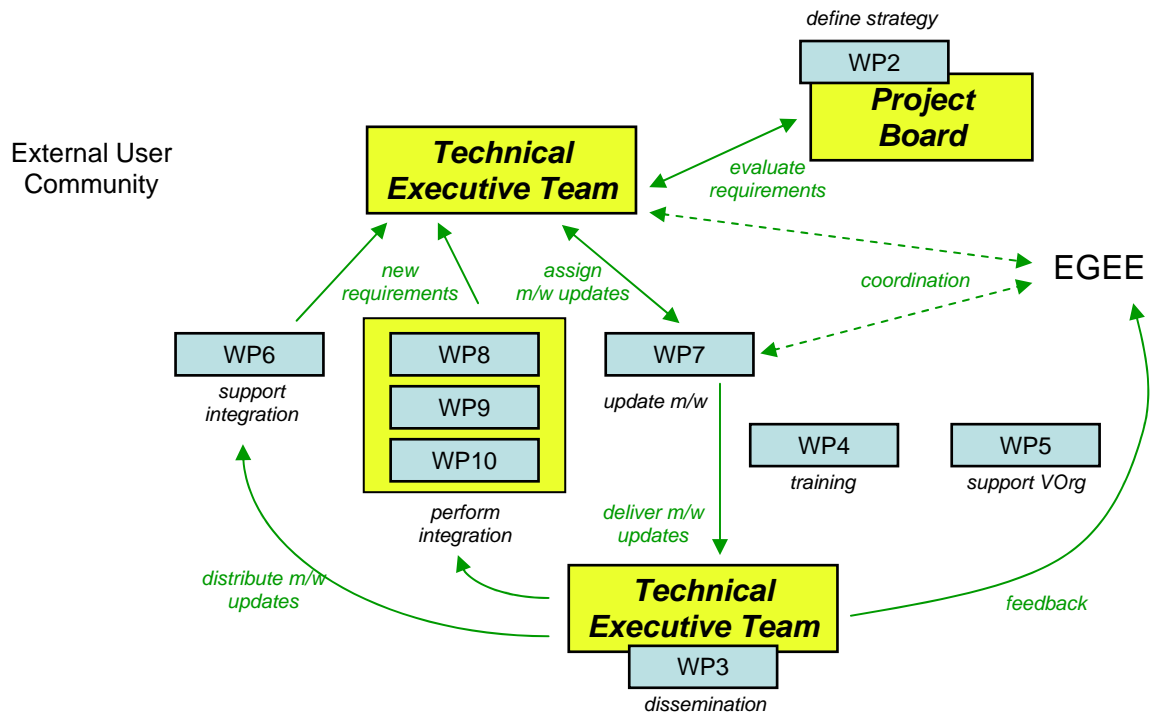 define strategy
WP2
Project
Board
External User
Community
Technical
Executive Team
evaluate
requirements
new
requirements
assign
m/w updates
coordination
EGEE
WP6
support
integration
WP8
WP9
WP10
perform
integration
WP7
update m/w
WP4
training
WP5
support VOrg
deliver m/w
updates
distribute m/w
updates
Technical
Executive Team
WP3
dissemination
feedback